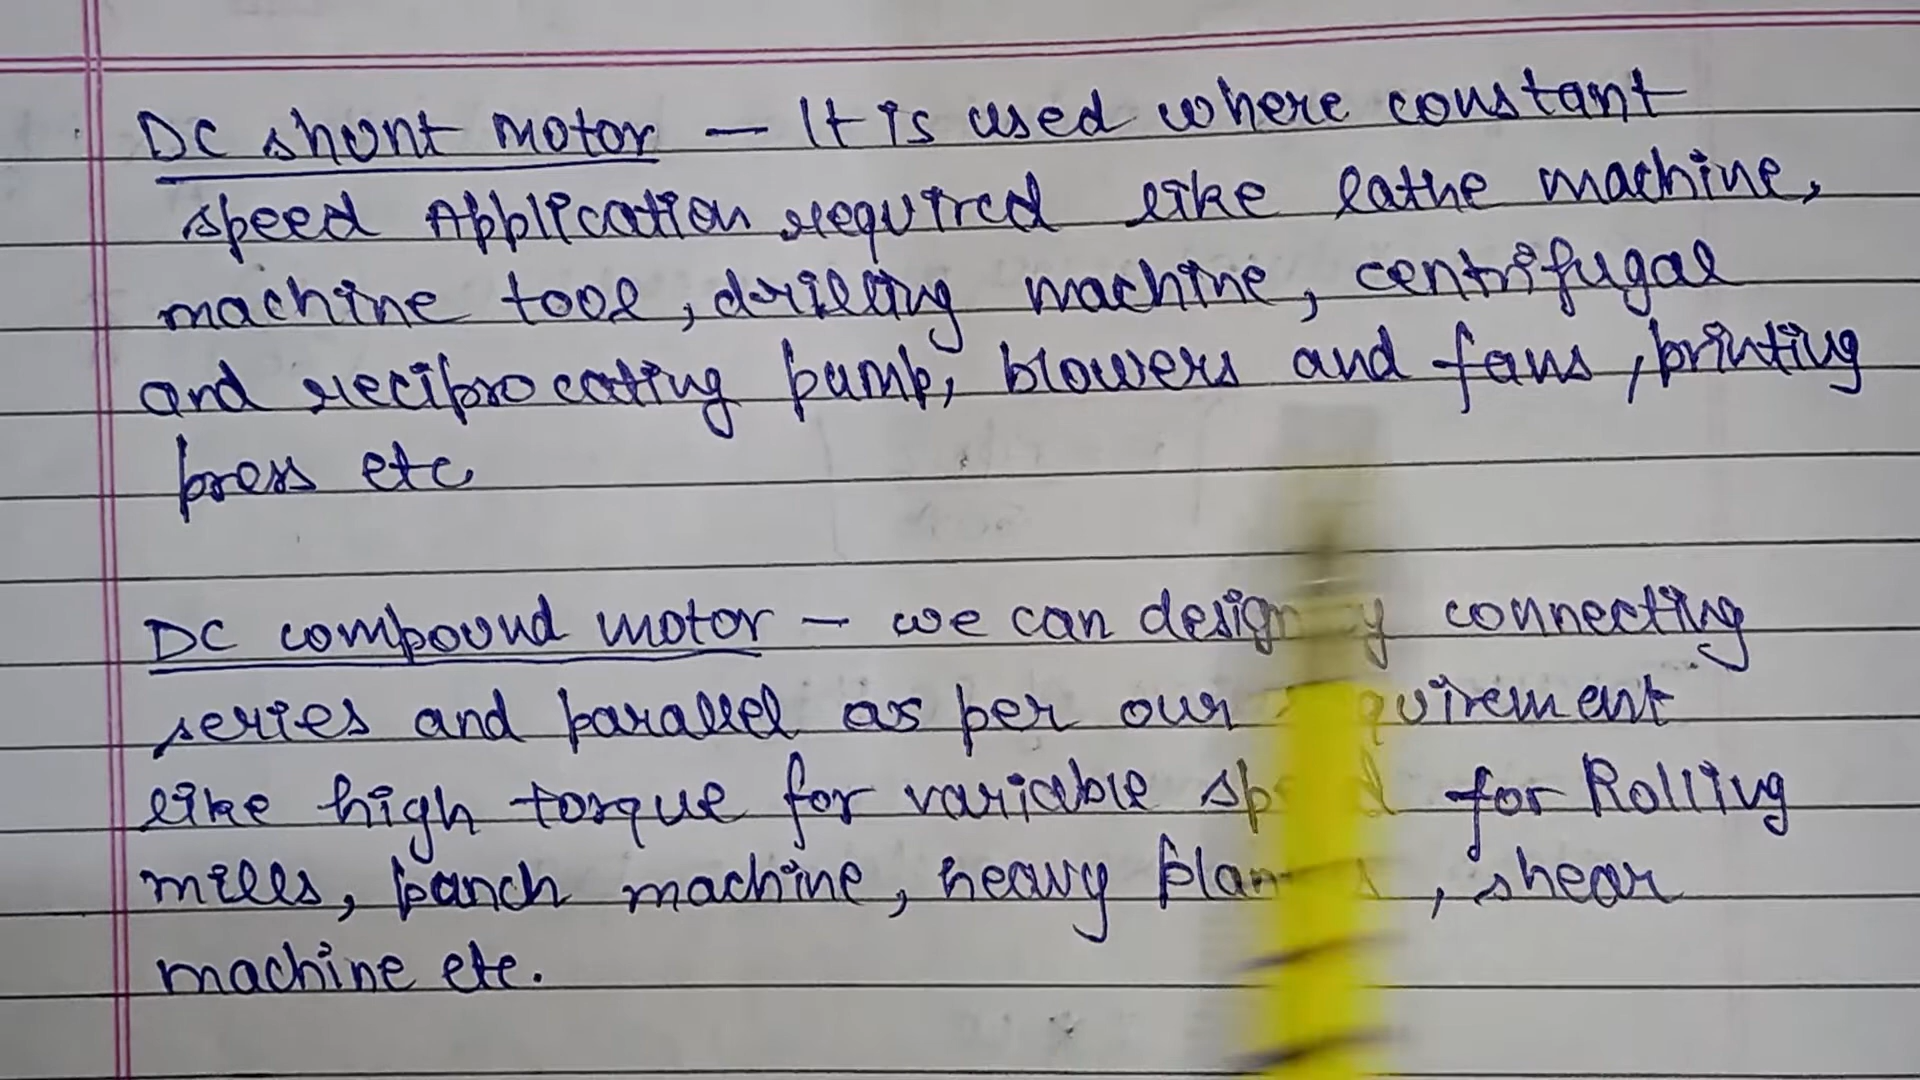 DC shunt motor — It is used where constant
speed Application required like lathe machine,
machine tool, drilling machine, centrifugal
and reciprocating pump, blowers and fans, printing
press etc
DC compound motor — we can design connecting
series and parallel as per our
like high torque for variable for Rolling
mills, panch machine, heavy , shear
machine etc.